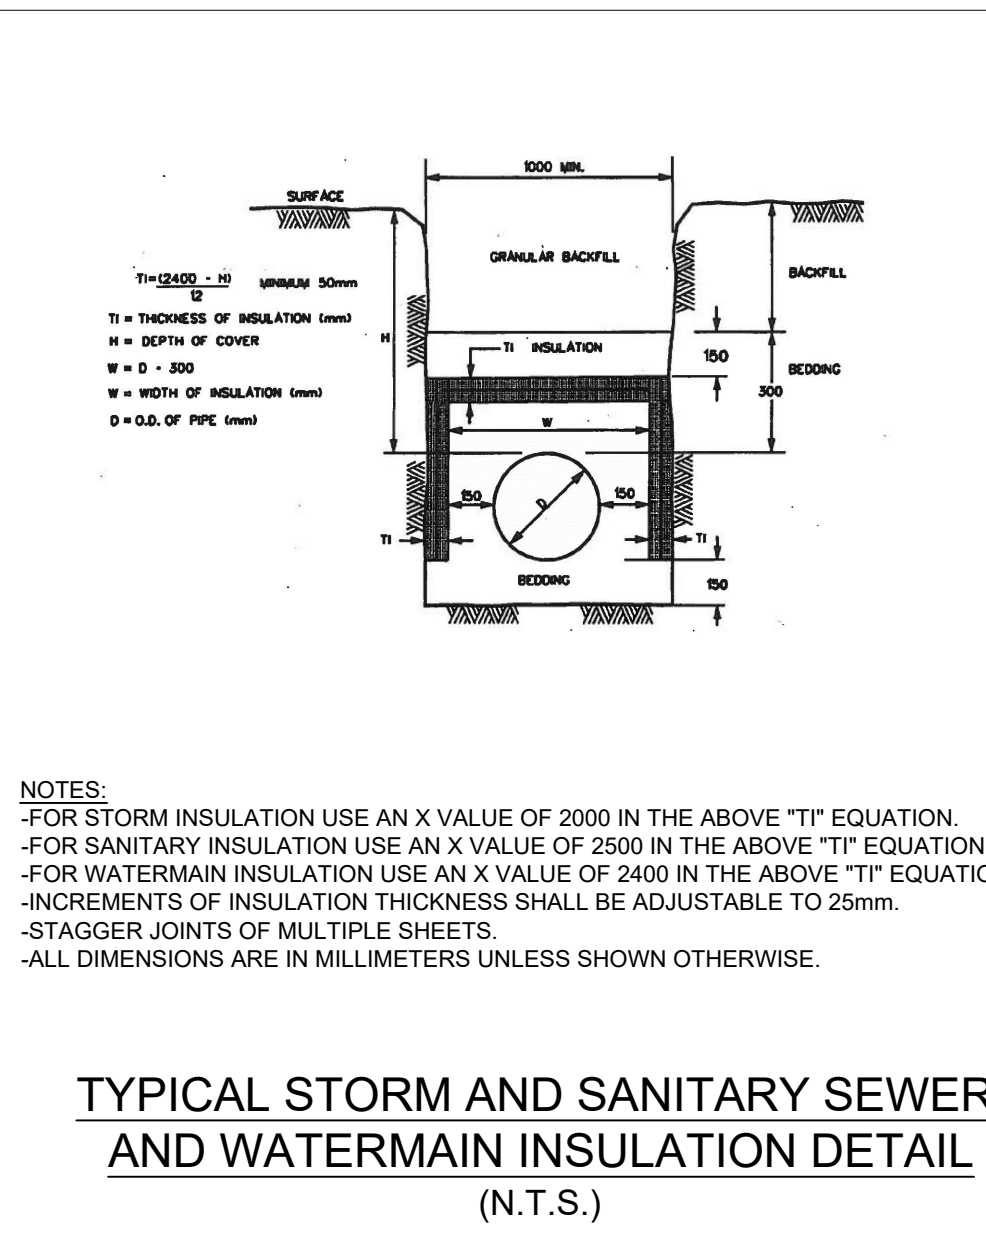 1000 MIN.
SURFACE
GRANULAR BACKFILL
BACKFILL
TI=(2400 - H)
12
MINIMUM 50mm
TI = THICKNESS OF INSULATION (mm)
H = DEPTH OF COVER
W = D - 300
W = WIDTH OF INSULATION (mm)
D = O.D. OF PIPE (mm)
H
TI INSULATION
150
BEDDING
300
W
150
D
150
TI
TI
BEDDING
150
NOTES:
-FOR STORM INSULATION USE AN X VALUE OF 2000 IN THE ABOVE "TI" EQUATION.
-FOR SANITARY INSULATION USE AN X VALUE OF 2500 IN THE ABOVE "TI" EQUATION
-FOR WATERMAIN INSULATION USE AN X VALUE OF 2400 IN THE ABOVE "TI" EQUATIO
-INCREMENTS OF INSULATION THICKNESS SHALL BE ADJUSTABLE TO 25mm.
-STAGGER JOINTS OF MULTIPLE SHEETS.
-ALL DIMENSIONS ARE IN MILLIMETERS UNLESS SHOWN OTHERWISE.
TYPICAL STORM AND SANITARY SEWER
AND WATERMAIN INSULATION DETAIL
(N.T.S.)